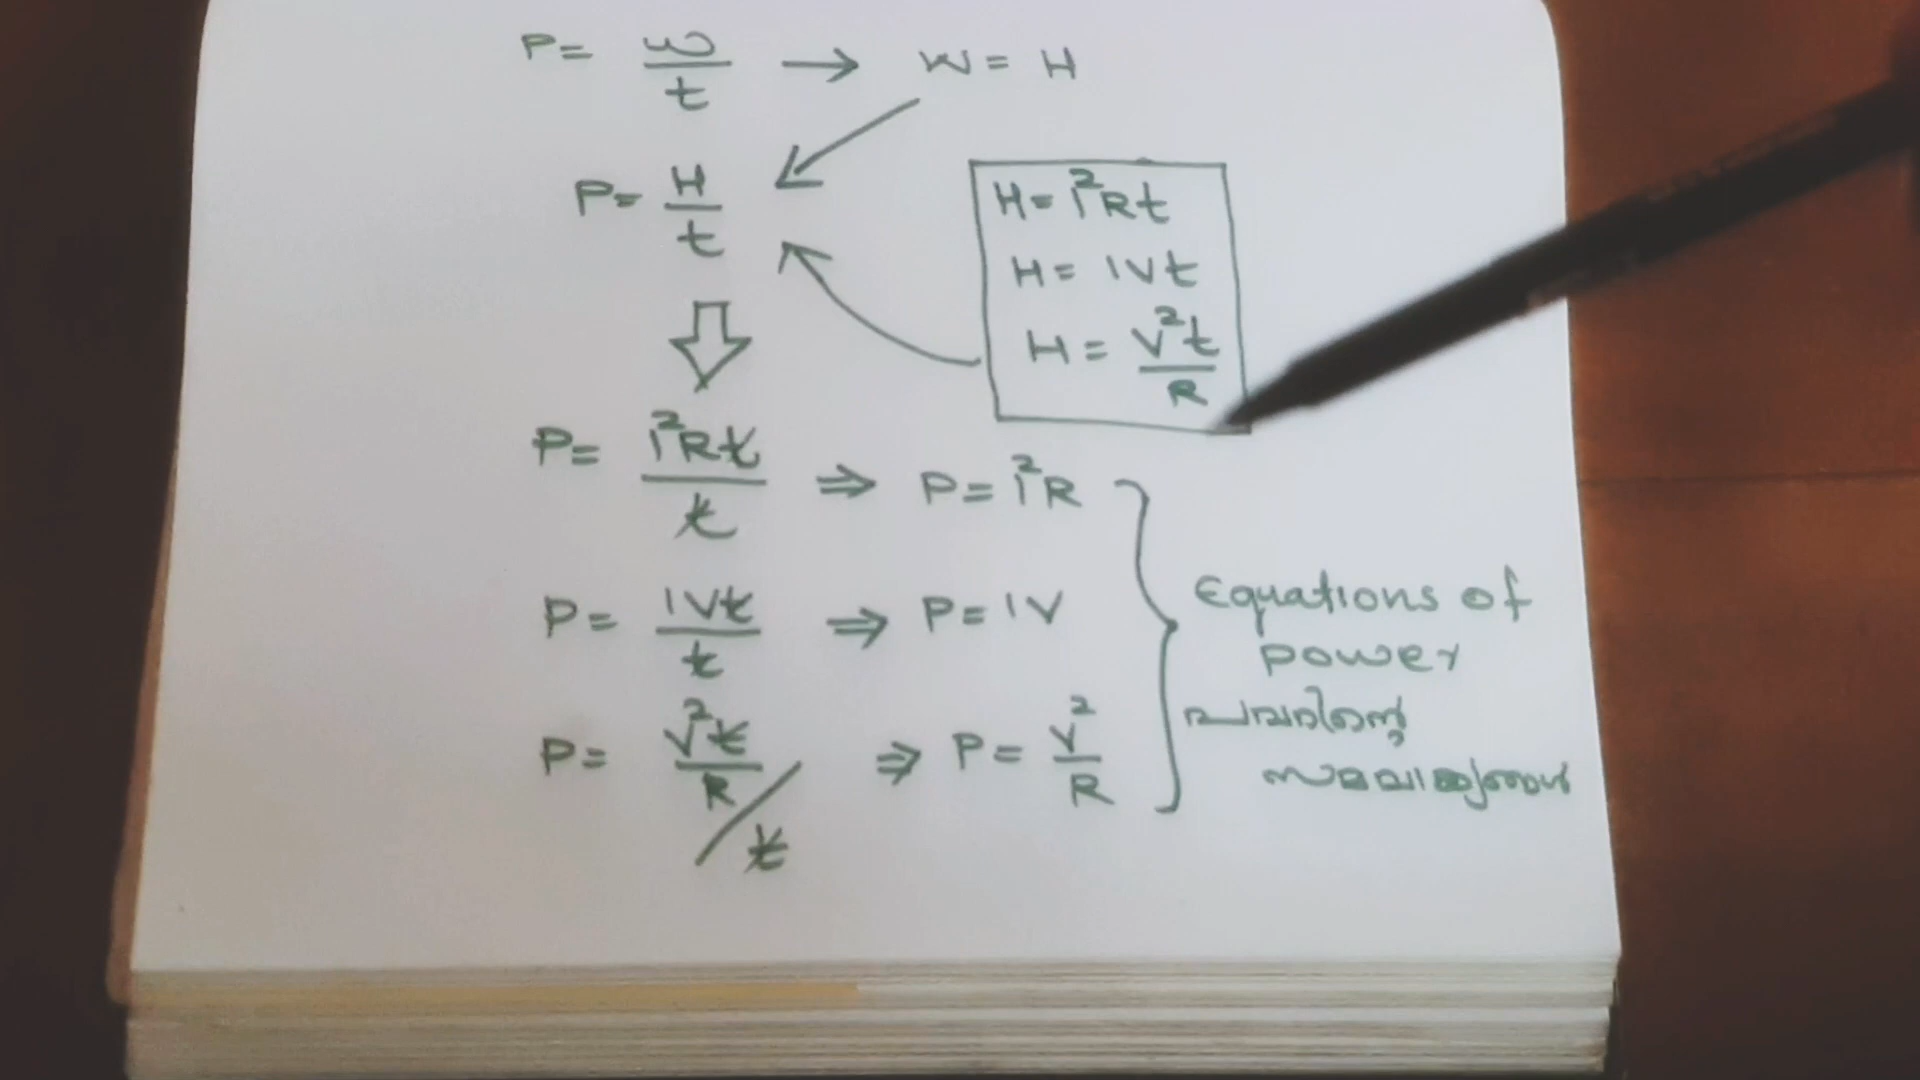 P = W/t → W = H
P = H/t
H = I²Rt
H = IVt
H = V²t/R
P = I²Rt/t ⇒ P = I²R
P = IVt/t ⇒ P = IV
P = V²t/R/t ⇒ P = V²/R
Equations of
power
പവറിന്റെ
സമവാക്യങ്ങൾ